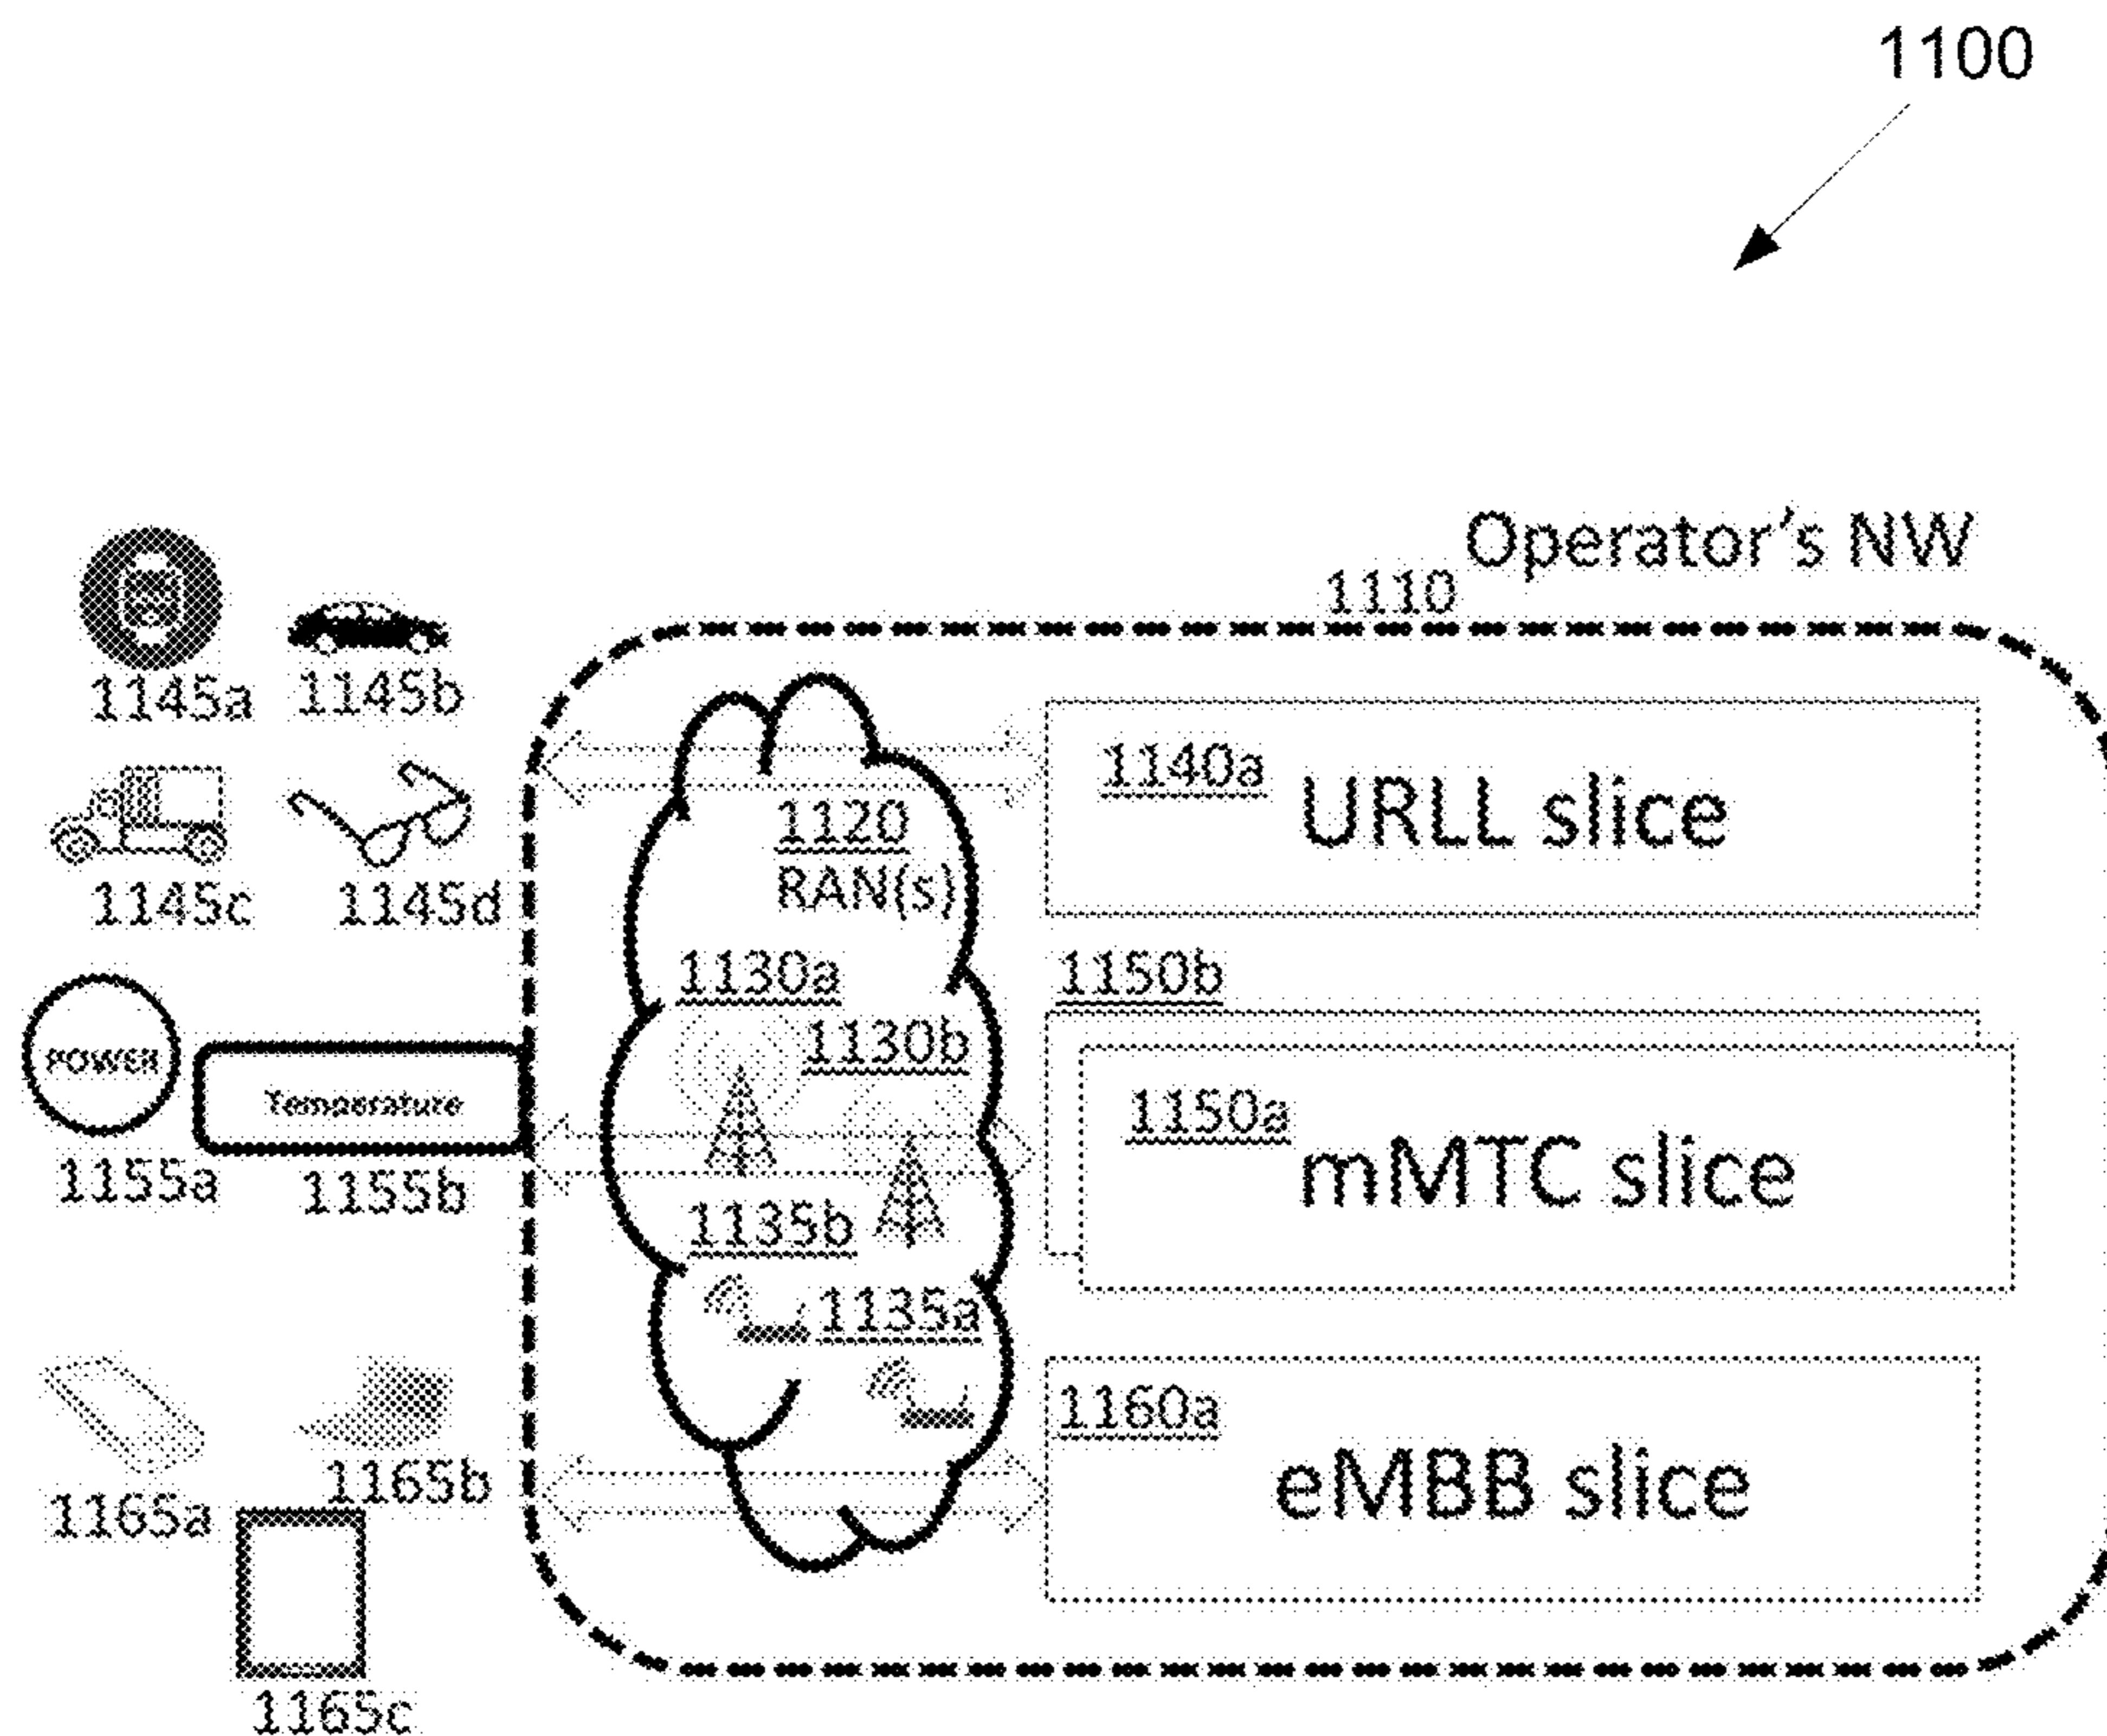 1100
Operator's NW
1110
1145a
1145b
1140a
URLL slice
1120
RAN(s)
1145c
1145d
1130a
1150b
1130b
POWER
Temperature
1150a
mMTC slice
1155a
1155b
1135b
1135a
1160a
eMBB slice
1165a
1165b
1165c